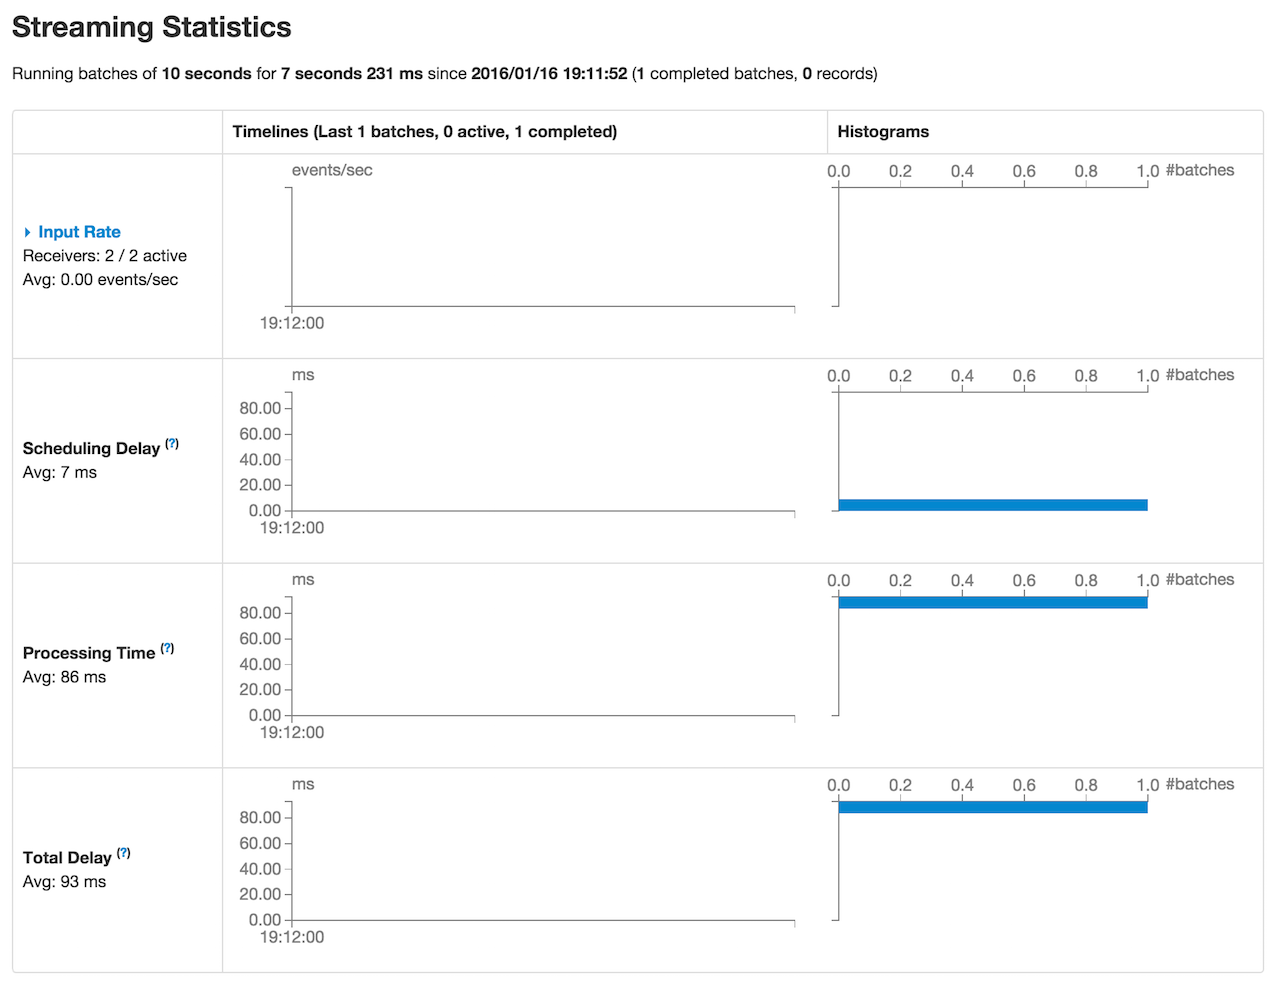 Streaming Statistics
Running batches of 10 seconds for 7 seconds 231 ms since 2016/01/16 19:11:52 (1 completed batches, 0 records)
Timelines (Last 1 batches, 0 active, 1 completed)
Histograms
Input Rate
Receivers: 2 / 2 active
Avg: 0.00 events/sec
events/sec
19:12:00
0.0 0.2 0.4 0.6 0.8 1.0 #batches
Scheduling Delay (?)
Avg: 7 ms
ms
80.00
60.00
40.00
20.00
0.00
19:12:00
0.0 0.2 0.4 0.6 0.8 1.0 #batches
Processing Time (?)
Avg: 86 ms
ms
80.00
60.00
40.00
20.00
0.00
19:12:00
0.0 0.2 0.4 0.6 0.8 1.0 #batches
Total Delay (?)
Avg: 93 ms
ms
80.00
60.00
40.00
20.00
0.00
19:12:00
0.0 0.2 0.4 0.6 0.8 1.0 #batches